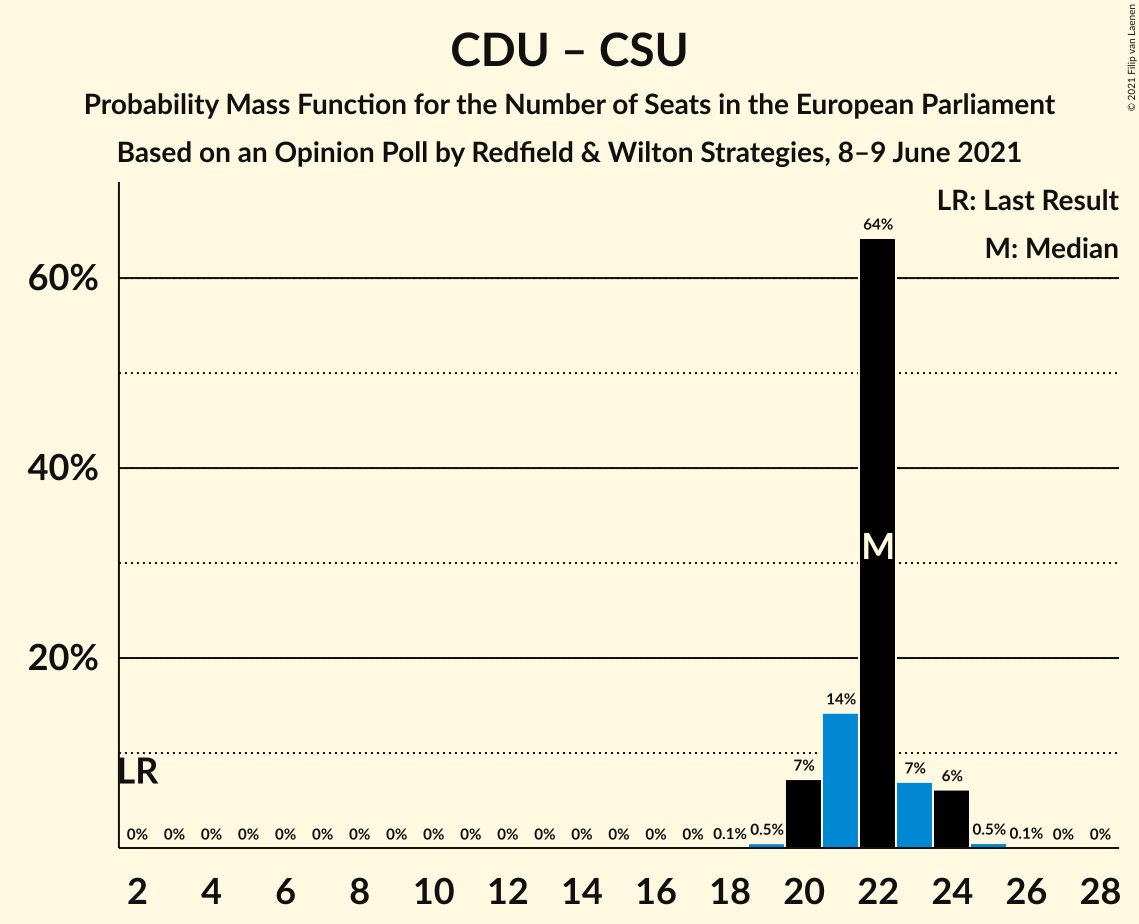 CDU – CSU
Probability Mass Function for the Number of Seats in the European Parliament
Based on an Opinion Poll by Redfield & Wilton Strategies, 8–9 June 2021
© 2021 Filip van Laenen
LR: Last Result
M: Median
60%
40%
20%
LR
M
0% 0% 0% 0% 0% 0% 0% 0% 0% 0% 0% 0% 0% 0% 0% 0% 0.1% 0.5% 7% 14% 64% 7% 6% 0.5% 0.1% 0% 0%
2 4 6 8 10 12 14 16 18 20 22 24 26 28